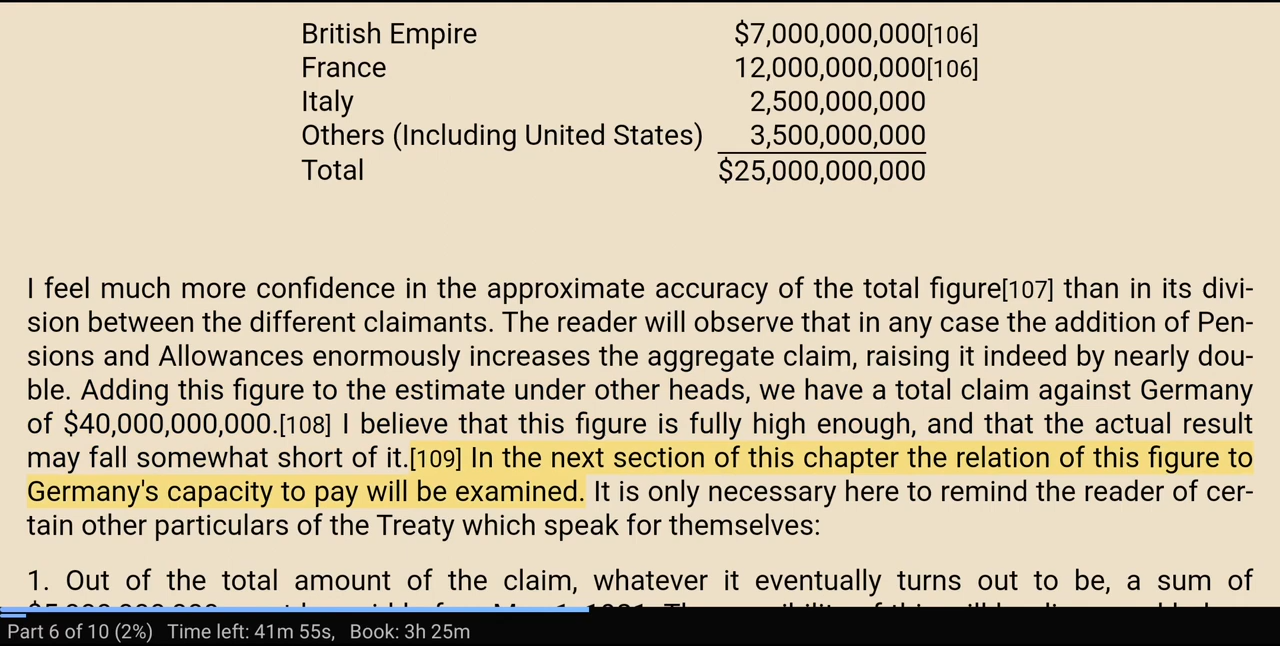 British Empire $7,000,000,000[106]
France 12,000,000,000[106]
Italy 2,500,000,000
Others (Including United States) 3,500,000,000
Total $25,000,000,000
I feel much more confidence in the approximate accuracy of the total figure[107] than in its divi-
sion between the different claimants. The reader will observe that in any case the addition of Pen-
sions and Allowances enormously increases the aggregate claim, raising it indeed by nearly dou-
ble. Adding this figure to the estimate under other heads, we have a total claim against Germany
of $40,000,000,000.[108] I believe that this figure is fully high enough, and that the actual result
may fall somewhat short of it.[109] In the next section of this chapter the relation of this figure to
Germany's capacity to pay will be examined. It is only necessary here to remind the reader of cer-
tain other particulars of the Treaty which speak for themselves:
1. Out of the total amount of the claim, whatever it eventually turns out to be, a sum of
Part 6 of 10 (2%) Time left: 41m 55s, Book: 3h 25m